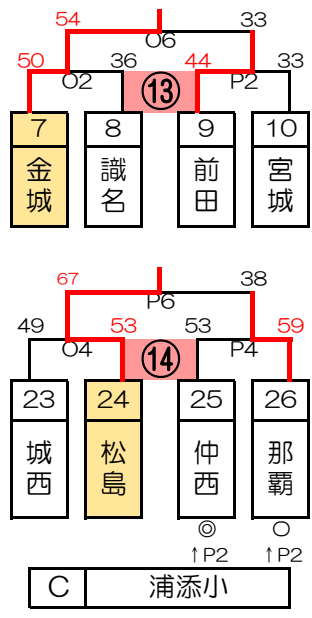 54 33
O6
50 36 44 33
O2 ⑬ P2
7 8 9 10
金城 識名 前田 宮城
67 38
P6
49 53 53 59
O4 ⑭ P4
23 24 25 26
城西 松島 仲西 那覇
◎ ○
↑P2 ↑P2
C 浦添小